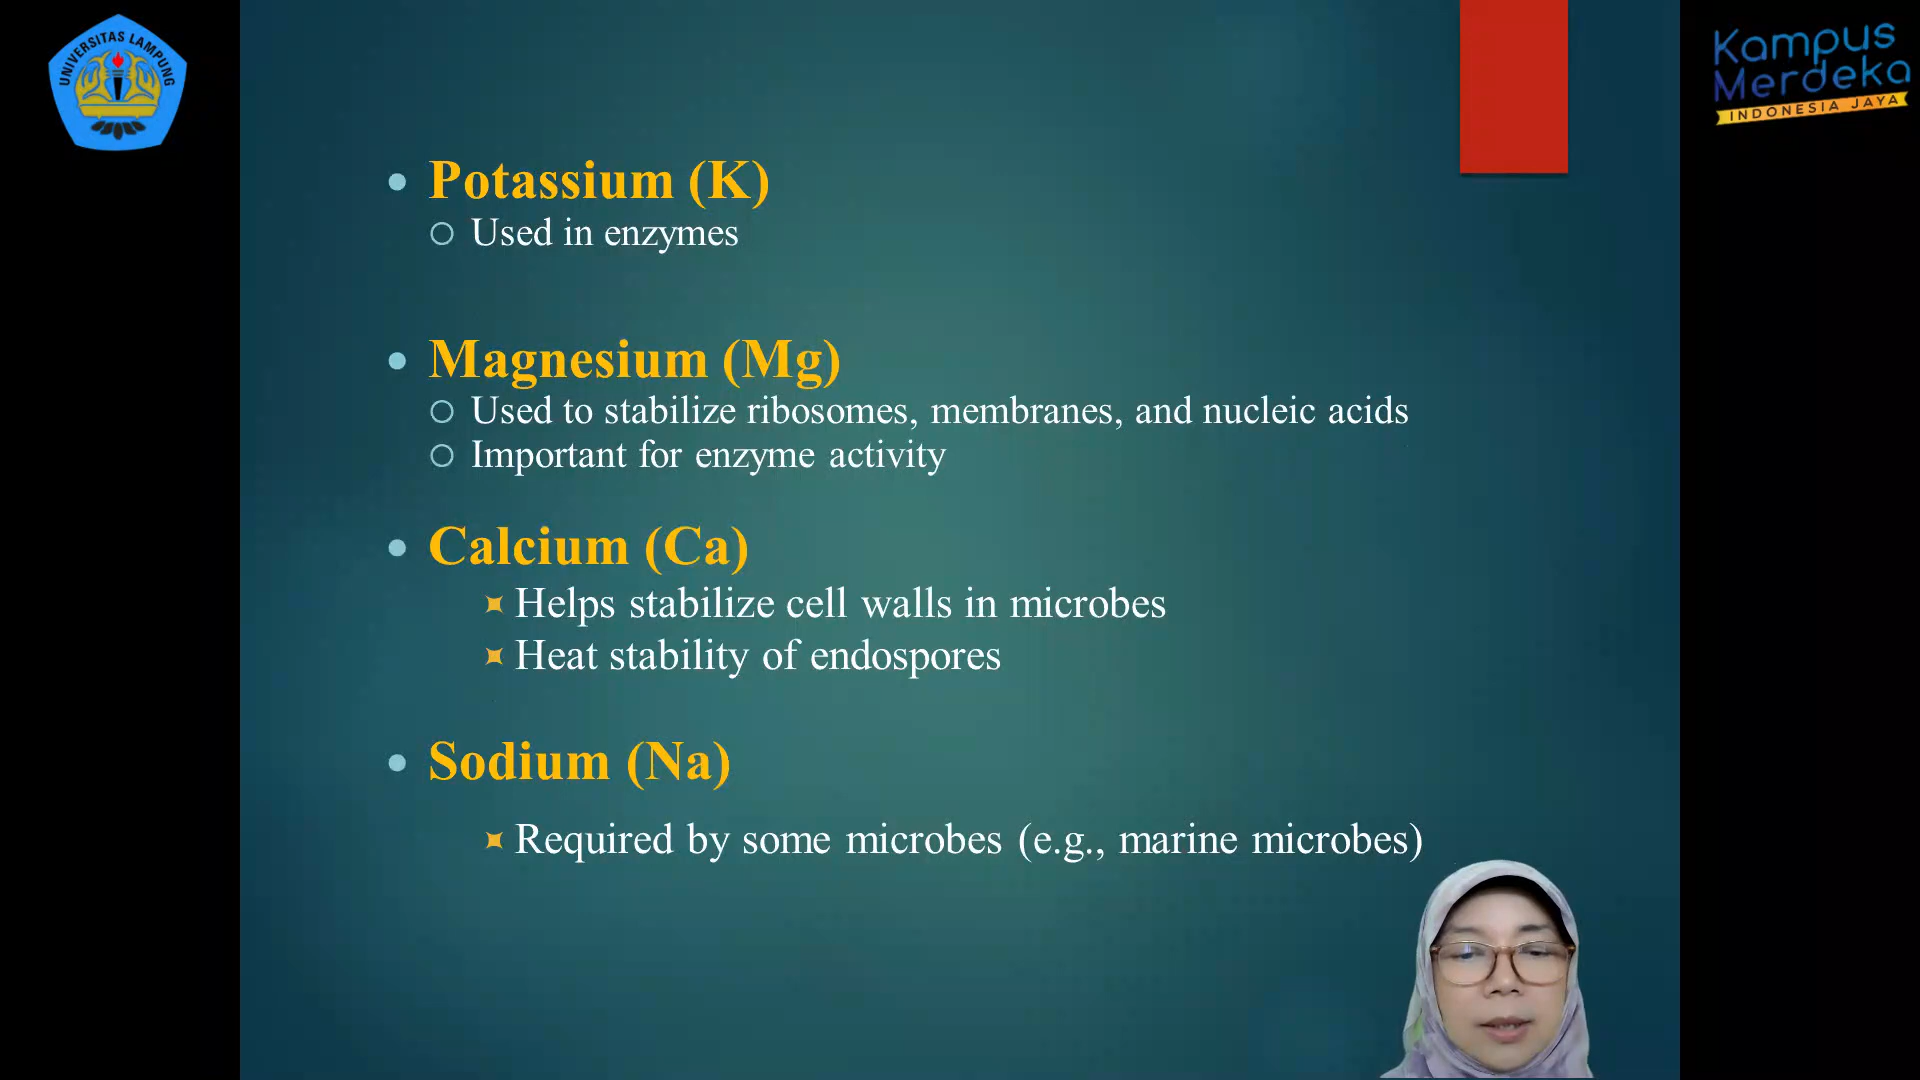 UNIVERSITAS LAMPUNG
Kampus
Merdeka
INDONESIA JAYA
Potassium (K)
Used in enzymes
Magnesium (Mg)
Used to stabilize ribosomes, membranes, and nucleic acids
Important for enzyme activity
Calcium (Ca)
Helps stabilize cell walls in microbes
Heat stability of endospores
Sodium (Na)
Required by some microbes (e.g., marine microbes)